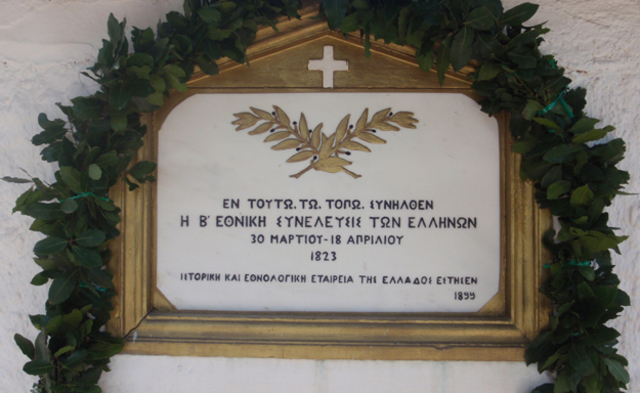 ΕΝ ΤΟΥΤΩ. ΤΩ. ΤΟΠΩ. ΣΥΝΗΛΘΕΝ
Η Β' ΕΘΝΙΚΗ ΣΥΝΕΛΕΥΣΙΣ ΤΩΝ ΕΛΛΗΝΩΝ
30 ΜΑΡΤΙΟΥ-18 ΑΠΡΙΛΙΟΥ
1823
ΙΣΤΟΡΙΚΗ ΚΑΙ ΕΘΝΟΛΟΓΙΚΗ ΕΤΑΙΡΕΙΑ ΤΗΣ ΕΛΛΑΔΟΣ ΕΣΤΗΣΕΝ
1899